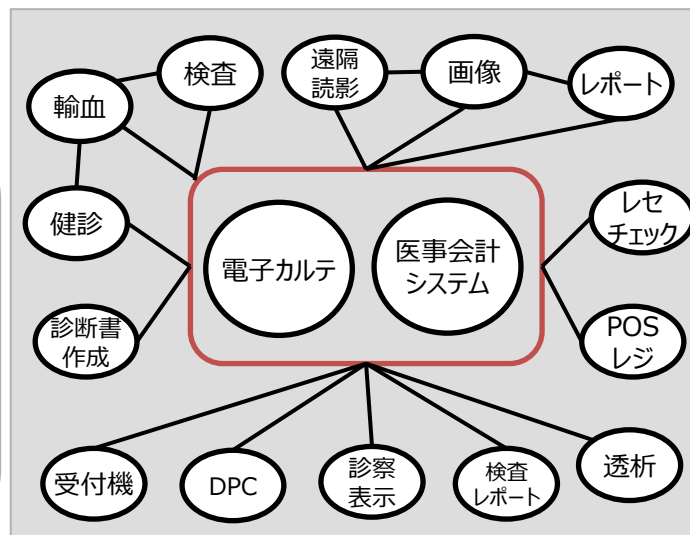 検査
遠隔
読影
画像
レポート
輸血
健診
レセ
チェック
電子カルテ
医事会計
システム
診断書
作成
POS
レジ
受付機
DPC
診察
表示
検査
レポート
透析